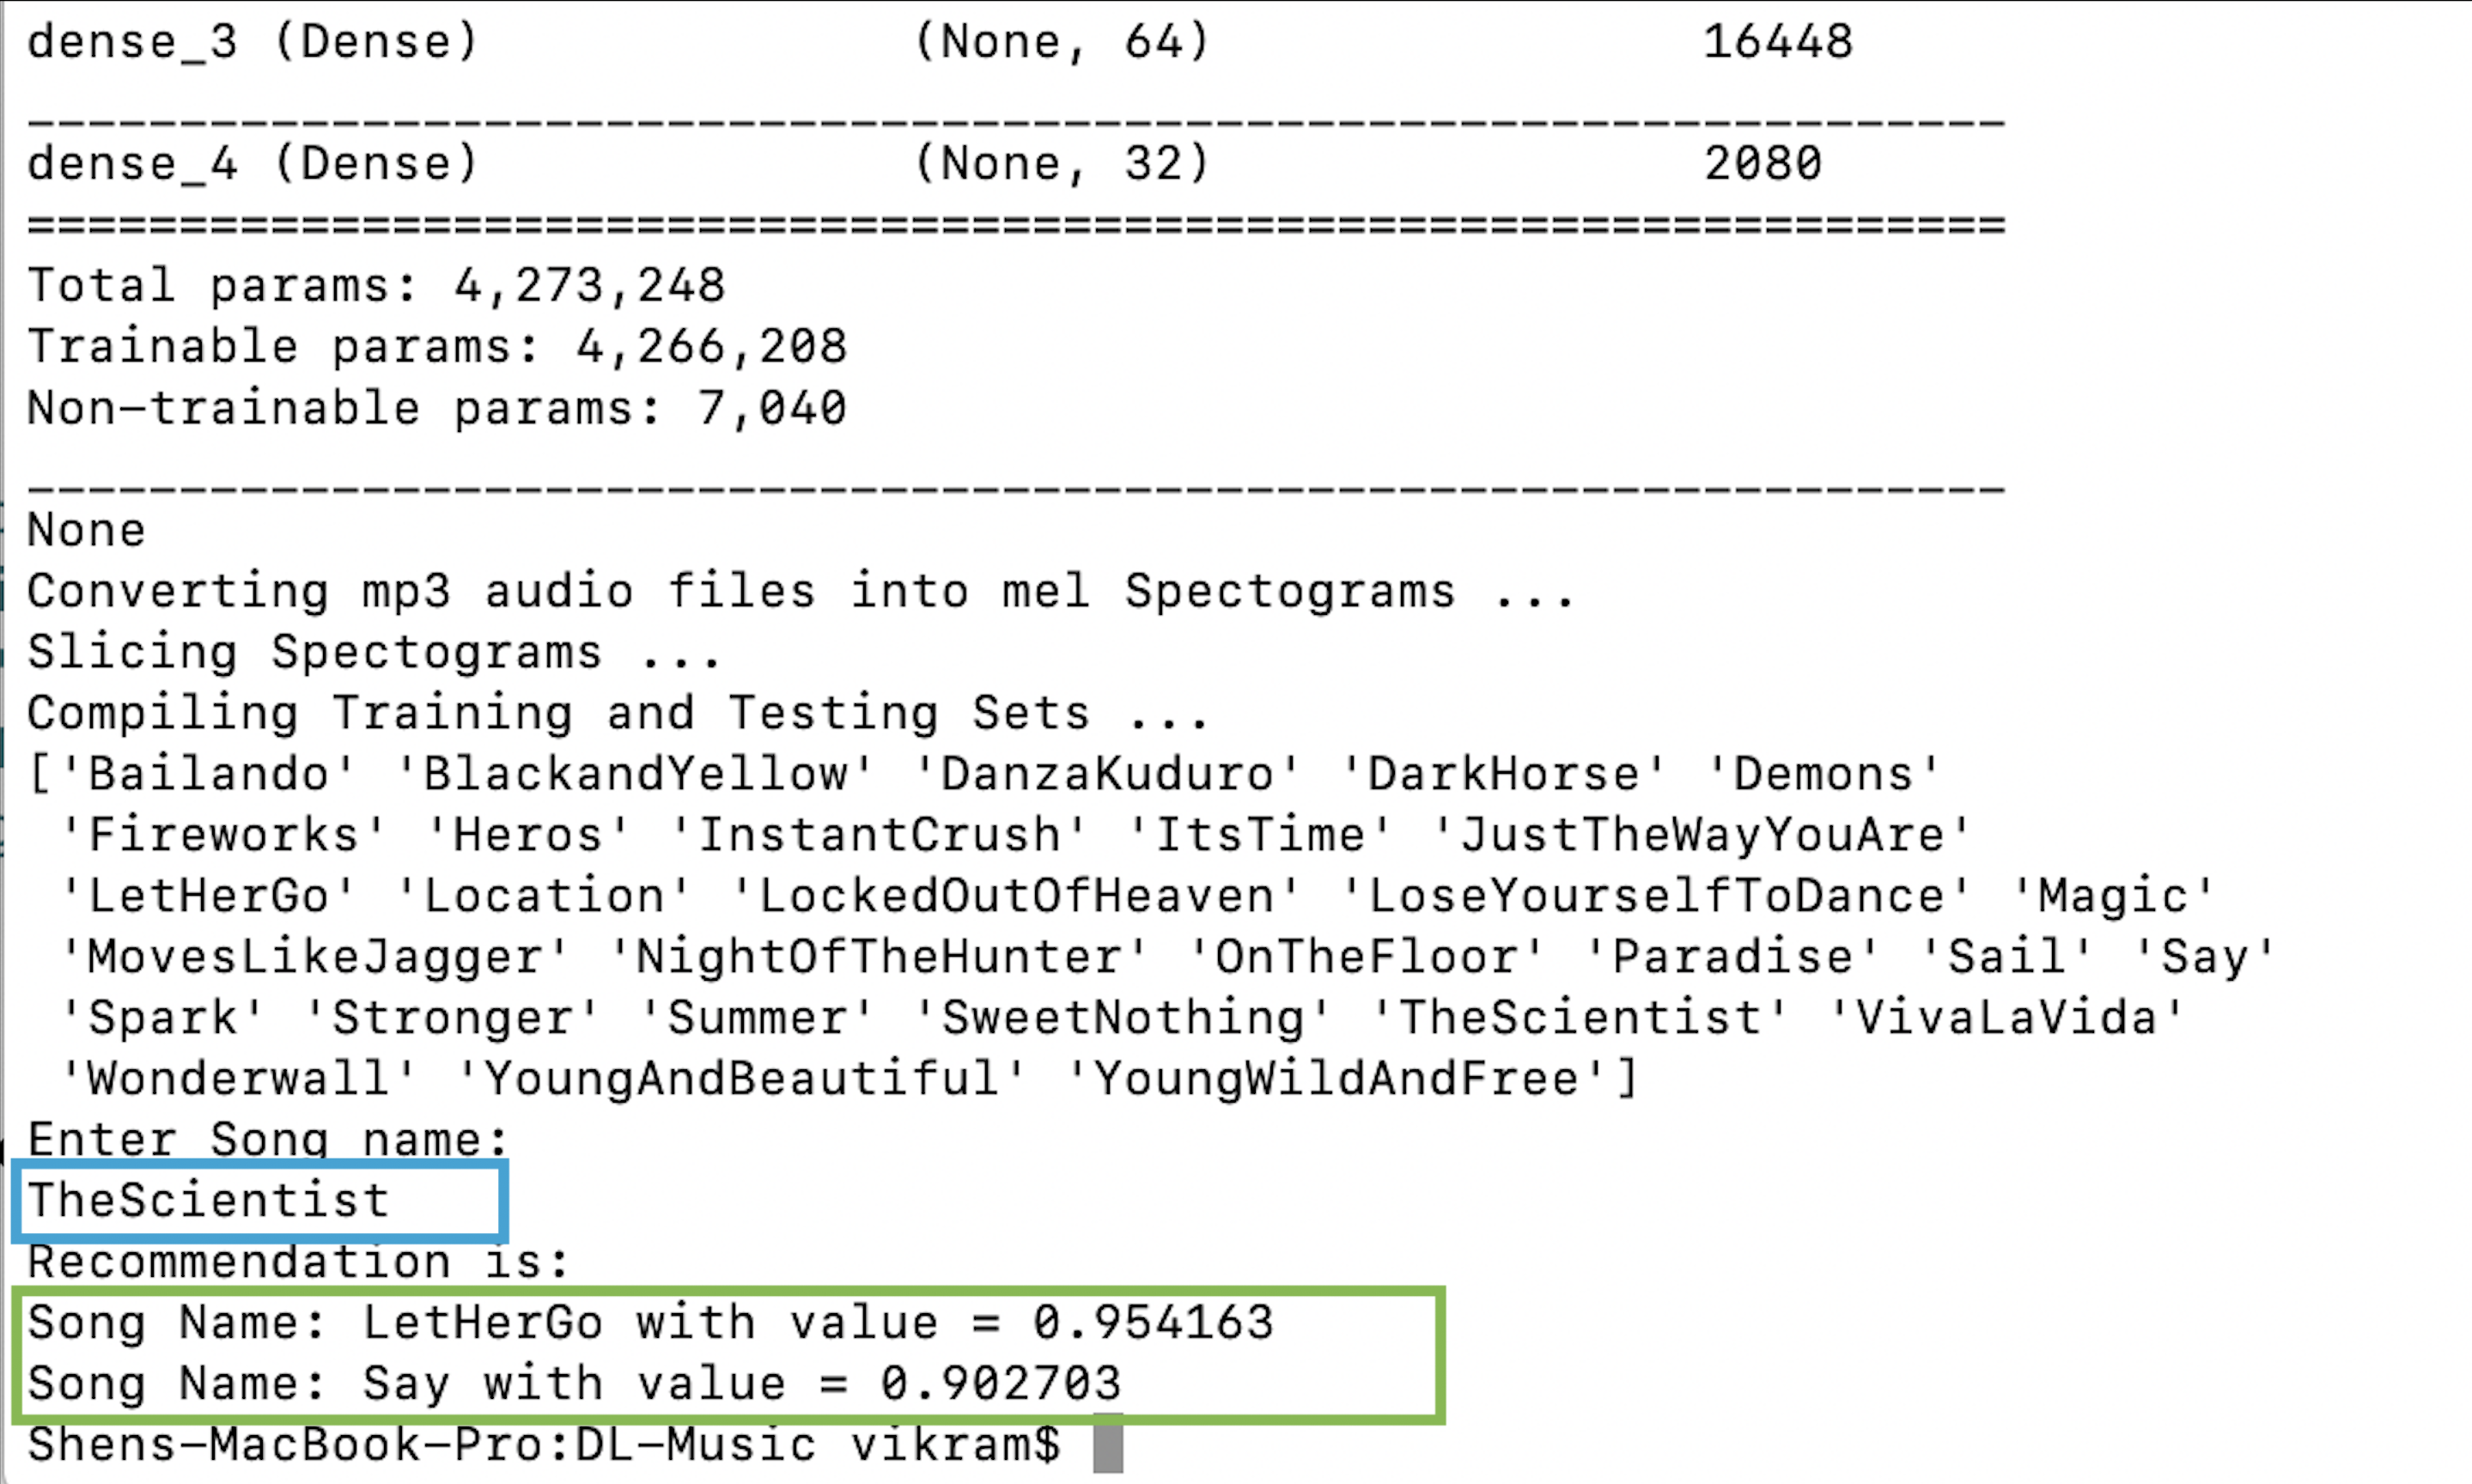 dense_3 (Dense) (None, 64) 16448
_________________________________________________________________
dense_4 (Dense) (None, 32) 2080
=================================================================
Total params: 4,273,248
Trainable params: 4,266,208
Non-trainable params: 7,040
_________________________________________________________________
None
Converting mp3 audio files into mel Spectograms ...
Slicing Spectograms ...
Compiling Training and Testing Sets ...
['Bailando' 'BlackandYellow' 'DanzaKuduro' 'DarkHorse' 'Demons'
'Fireworks' 'Heros' 'InstantCrush' 'ItsTime' 'JustTheWayYouAre'
'LetHerGo' 'Location' 'LockedOutOfHeaven' 'LoseYourselfToDance' 'Magic'
'MovesLikeJagger' 'NightOfTheHunter' 'OnTheFloor' 'Paradise' 'Sail' 'Say'
'Spark' 'Stronger' 'Summer' 'SweetNothing' 'TheScientist' 'VivaLaVida'
'Wonderwall' 'YoungAndBeautiful' 'YoungWildAndFree']
Enter Song name:
TheScientist
Recommendation is:
Song Name: LetHerGo with value = 0.954163
Song Name: Say with value = 0.902703
Shens-MacBook-Pro:DL-Music vikram$